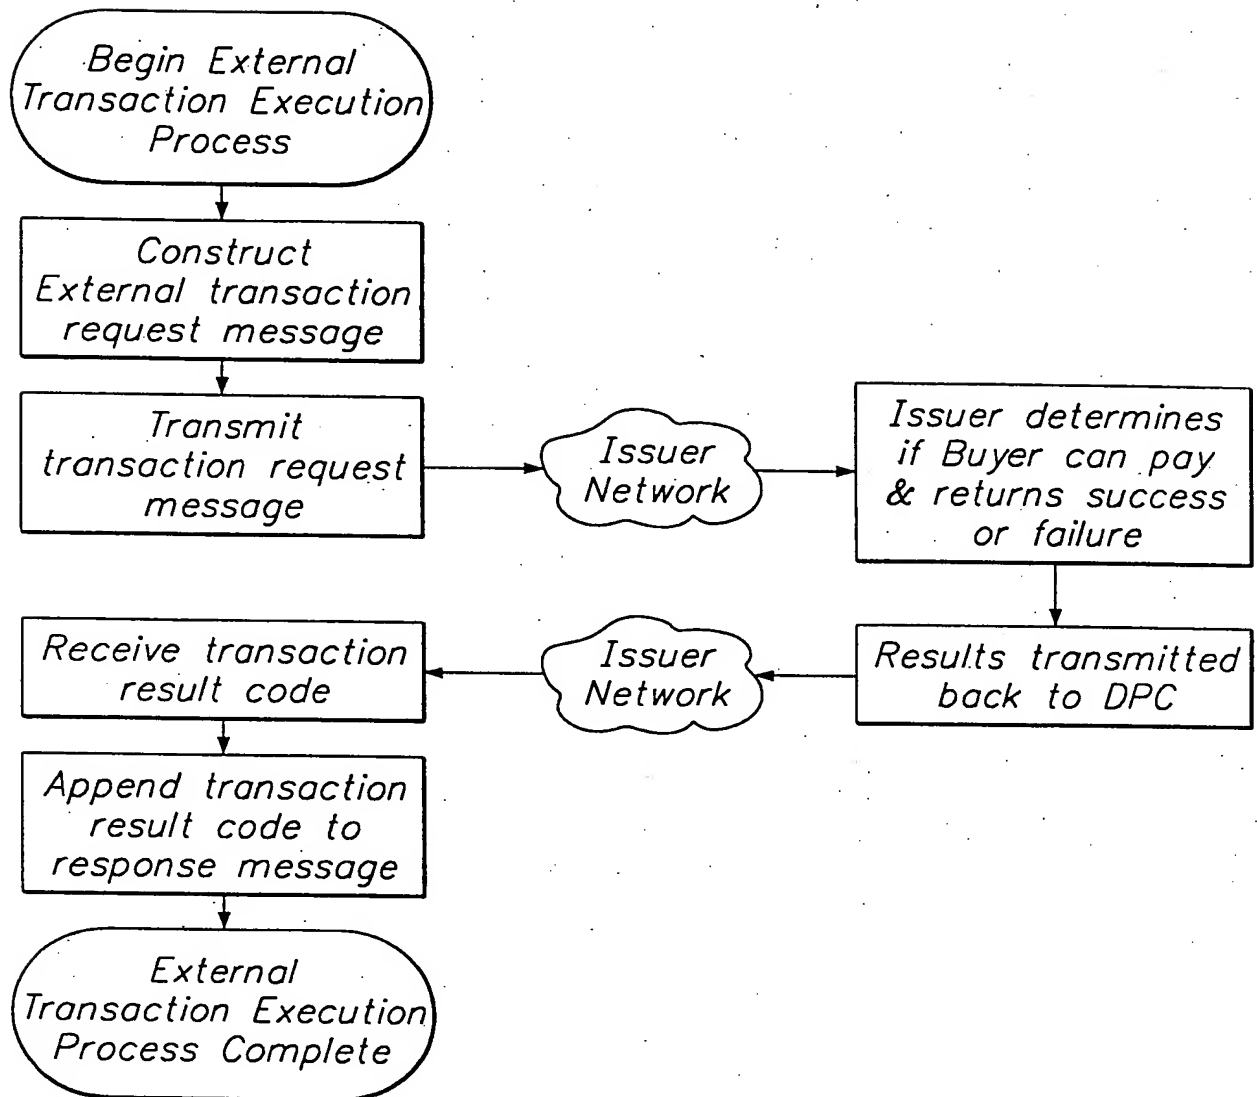 Begin External
Transaction Execution
Process
Construct
External transaction
request message
Transmit
transaction request
message
Issuer
Network
Issuer determines
if Buyer can pay
& returns success
or failure
Results transmitted
back to DPC
Issuer
Network
Receive transaction
result code
Append transaction
result code to
response message
External
Transaction Execution
Process Complete